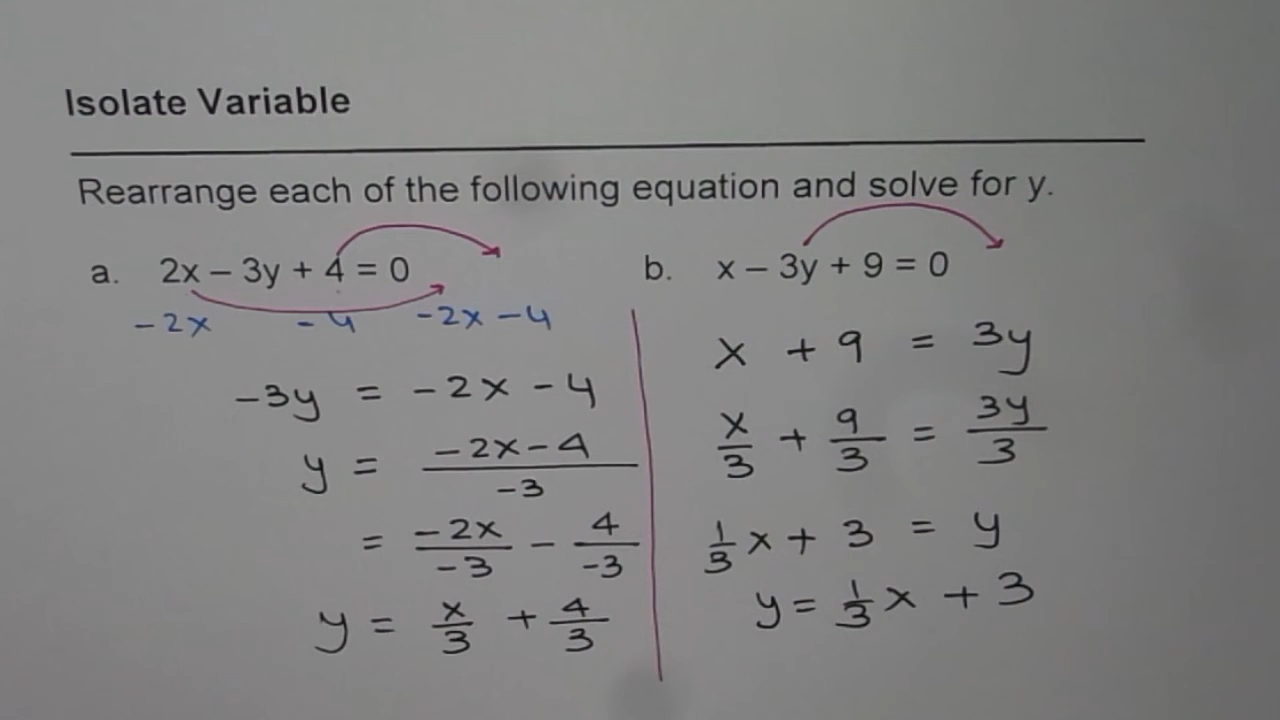 Isolate Variable
Rearrange each of the following equation and solve for y.
a. 2x – 3y + 4 = 0
-2x -4 -2x -4
-3y = -2x - 4
y = (-2x-4)/-3
= -2x/-3 - 4/-3
y = x/3 + 4/3
b. x – 3y + 9 = 0
x + 9 = 3y
x/3 + 9/3 = 3y/3
1/3 x + 3 = y
y = 1/3 x + 3